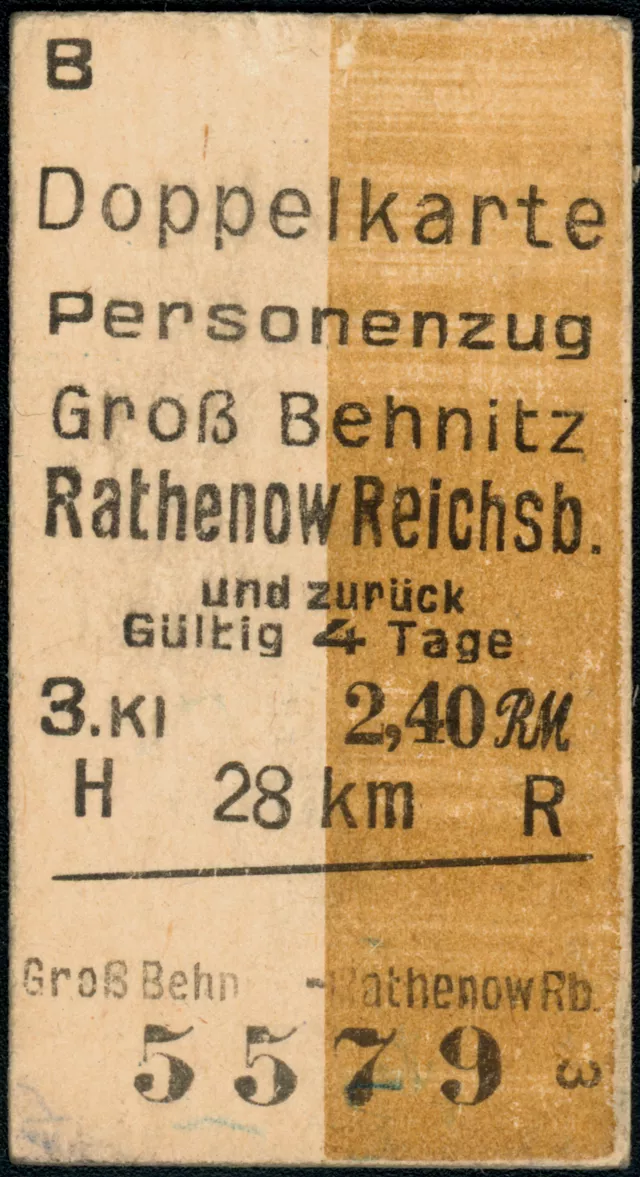 B
Doppelkarte
Personenzug
Groß Behnitz
Rathenow Reichsb.
und zurück
Gültig 4 Tage
3. Kl 2,40 RM
H 28 km R
Groß Behn - Rathenow Rb.
5579 3